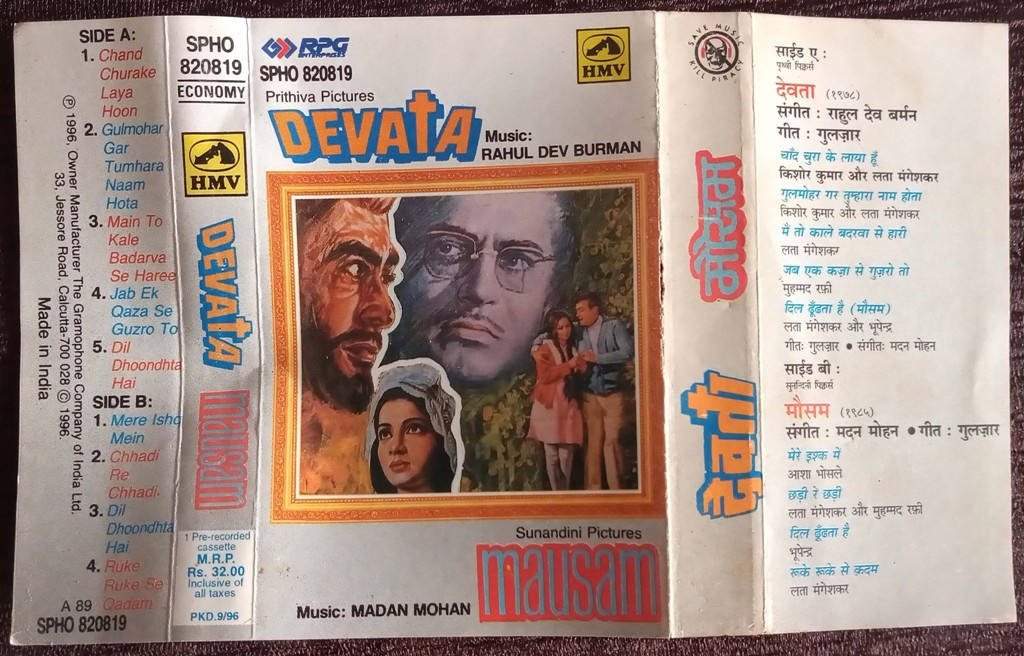 SIDE A:
1. Chand
Churake
Laya
Hoon
2. Gulmohar
Gar
Tumhara
Naam
Hota
3. Main To
Kale
Badarva
Se Haree
4. Jab Ek
Qaza Se
Guzro To
5. Dil
Dhoondhta
Hai
SIDE B:
1. Mere Ishq
Mein
2. Chhadi
Re
Chhadi
3. Dil
Dhoondhta
Hai
4. Ruke
Ruke Se
Qadam
A 89
SPHO 820819
℗ 1996, Owner Manufacturer The Gramophone Company of India Ltd.
33, Jessore Road, Calcutta-700 028 © 1996.
Made in India
SPHO
820819
ECONOMY
HMV
DEVATA
mausam
1 Pre-recorded
cassette
M.R.P.
Rs. 32.00
Inclusive of
all taxes
PKD.9/96
RPG
ENTERPRISES
SPHO 820819
HMV
Prithiva Pictures
DEVATA
Music:
RAHUL DEV BURMAN
Sunandini Pictures
mausam
Music: MADAN MOHAN
SAVE MUSIC
KILL PIRACY
मौसम
देवता
साईड ए :
पृथ्वी पिक्चर्स
देवता (१९७८)
संगीत : राहुल देव बर्मन
गीत : गुलज़ार
चाँद चुरा के लाया हूँ
किशोर कुमार और लता मंगेशकर
गुलमोहर गर तुम्हारा नाम होता
किशोर कुमार और लता मंगेशकर
मैं तो काले बदरवा से हारी
लता मंगेशकर
जब एक कज़ा से गुज़रो तो
मुहम्मद रफ़ी
दिल ढूँढता है (मौसम)
लता मंगेशकर और भूपेन्द्र
गीतः गुलज़ार • संगीतः मदन मोहन
साईड बी :
सुनन्दिनी पिक्चर्स
मौसम (१९८५)
संगीत : मदन मोहन • गीत : गुलज़ार
मेरे इश्क में
आशा भोसले
छड़ी रे छड़ी
लता मंगेशकर और मुहम्मद रफ़ी
दिल ढूँढता है
भूपेन्द्र
रूके रूके से क़दम
लता मंगेशकर